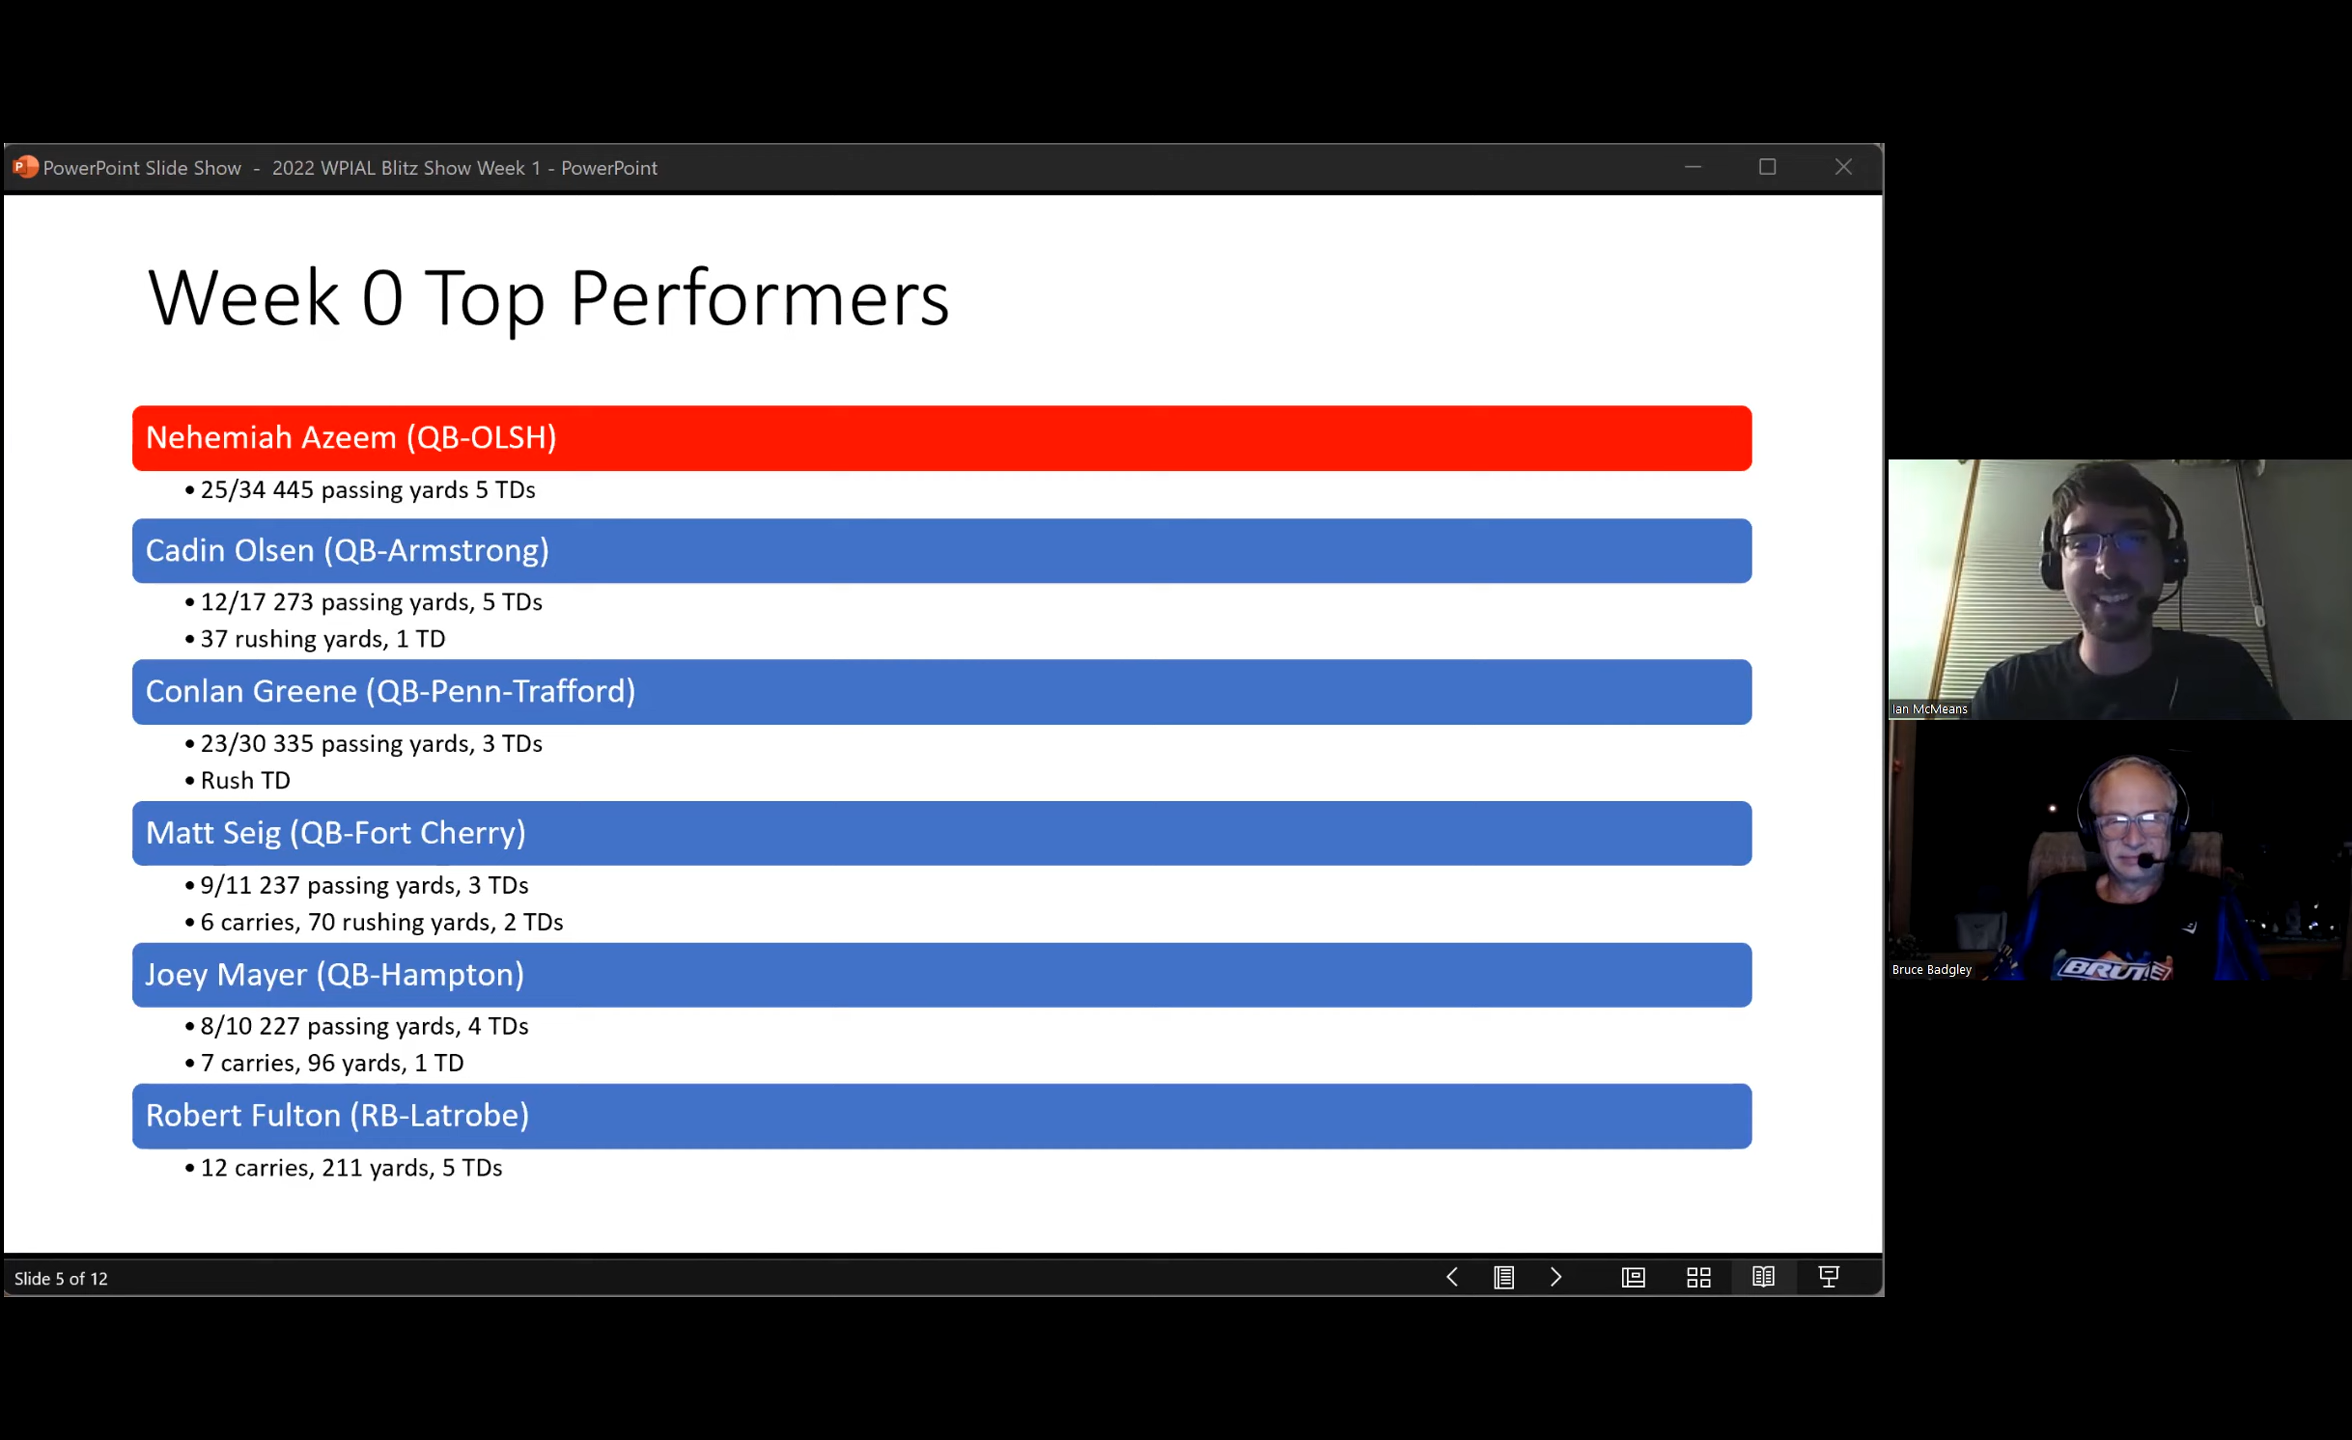 PowerPoint Slide Show - 2022 WPIAL Blitz Show Week 1 - PowerPoint
Week 0 Top Performers
Nehemiah Azeem (QB-OLSH)
• 25/34 445 passing yards 5 TDs
Cadin Olsen (QB-Armstrong)
• 12/17 273 passing yards, 5 TDs
• 37 rushing yards, 1 TD
Conlan Greene (QB-Penn-Trafford)
• 23/30 335 passing yards, 3 TDs
• Rush TD
Matt Seig (QB-Fort Cherry)
• 9/11 237 passing yards, 3 TDs
• 6 carries, 70 rushing yards, 2 TDs
Joey Mayer (QB-Hampton)
• 8/10 227 passing yards, 4 TDs
• 7 carries, 96 yards, 1 TD
Robert Fulton (RB-Latrobe)
• 12 carries, 211 yards, 5 TDs
Slide 5 of 12
Ian McMeans
BRUTE
Bruce Badgley